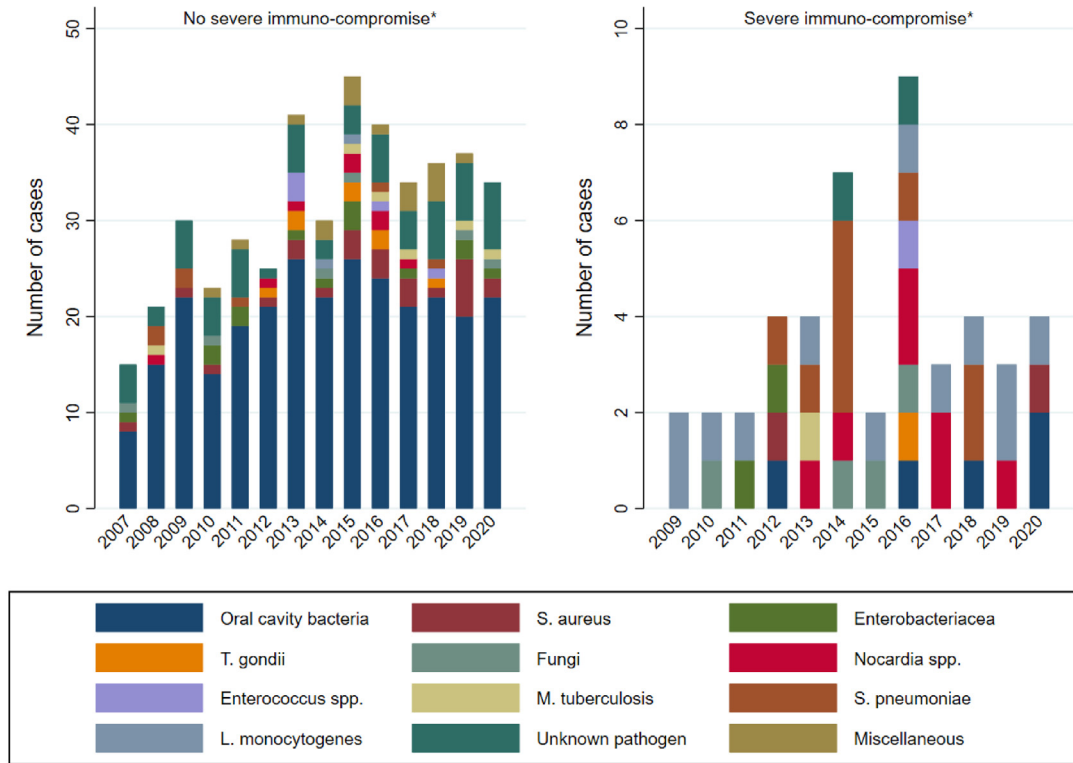 No severe immuno-compromise*
Number of cases
50
40
30
20
10
0
2007
2008
2009
2010
2011
2012
2013
2014
2015
2016
2017
2018
2019
2020
Severe immuno-compromise*
Number of cases
10
8
6
4
2
0
2009
2010
2011
2012
2013
2014
2015
2016
2017
2018
2019
2020
Oral cavity bacteria
S. aureus
Enterobacteriacea
T. gondii
Fungi
Nocardia spp.
Enterococcus spp.
M. tuberculosis
S. pneumoniae
L. monocytogenes
Unknown pathogen
Miscellaneous